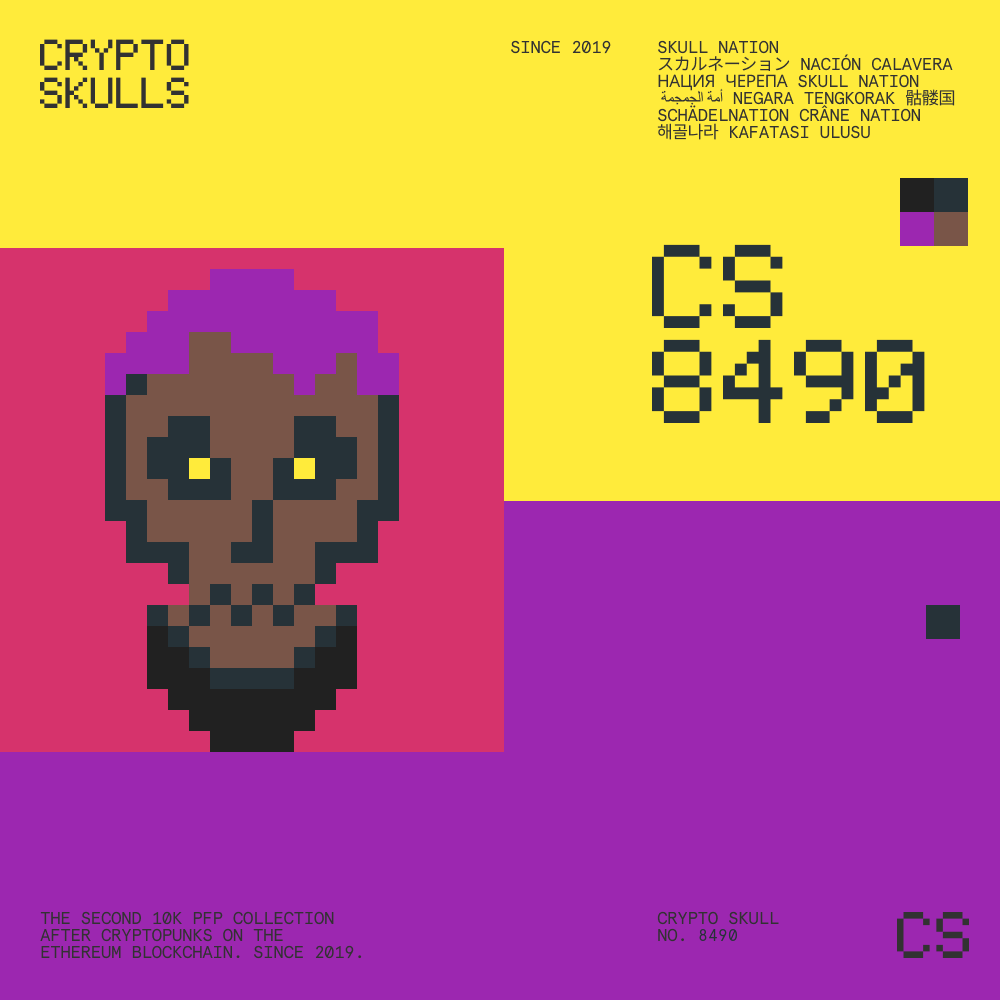 CRYPTO
SKULLS
SINCE 2019
SKULL NATION
スカルネーション NACIÓN CALAVERA
НАЦИЯ ЧЕРЕПА SKULL NATION
أمة الجمجمة NEGARA TENGKORAK 骷髅国
SCHÄDELNATION CRÂNE NATION
해골나라 KAFATASI ULUSU
CS
8490
THE SECOND 10K PFP COLLECTION
AFTER CRYPTOPUNKS ON THE
ETHEREUM BLOCKCHAIN. SINCE 2019.
CRYPTO SKULL
NO. 8490
CS